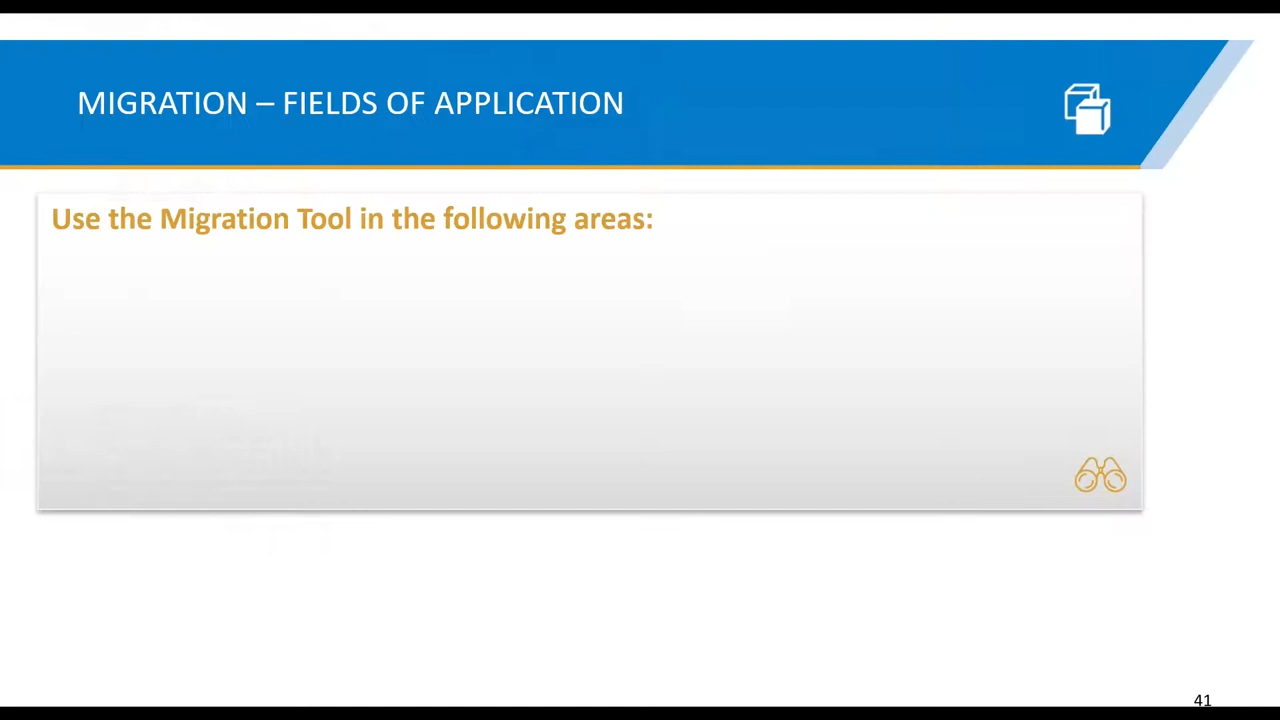 MIGRATION – FIELDS OF APPLICATION
Use the Migration Tool in the following areas:
41